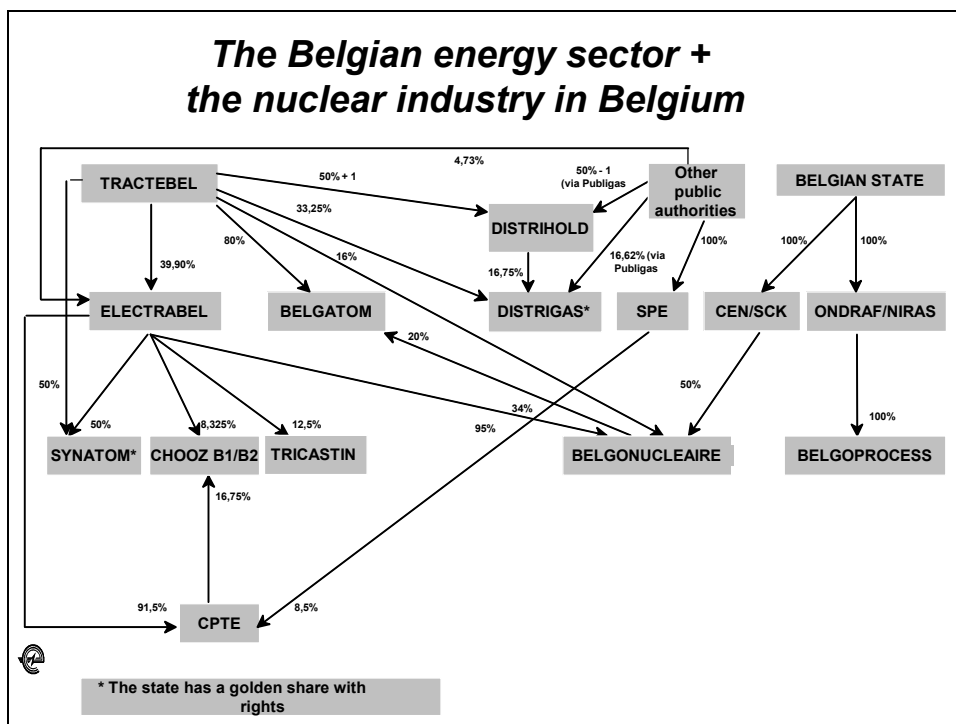 The Belgian energy sector +
the nuclear industry in Belgium
4,73%
TRACTEBEL
50% + 1
50% - 1
(via Publigas
Other
public
authorities
BELGIAN STATE
33,25%
DISTRIHOLD
80%
16%
39,90%
16,75%
16,62% (via
Publigas
100%
100%
100%
ELECTRABEL
BELGATOM
DISTRIGAS*
SPE
CEN/SCK
ONDRAF/NIRAS
20%
50%
50%
50%
8,325%
12,5%
34%
95%
100%
SYNATOM*
CHOOZ B1/B2
TRICASTIN
BELGONUCLEAIRE
BELGOPROCESS
16,75%
91,5%
8,5%
CPTE
* The state has a golden share with
rights